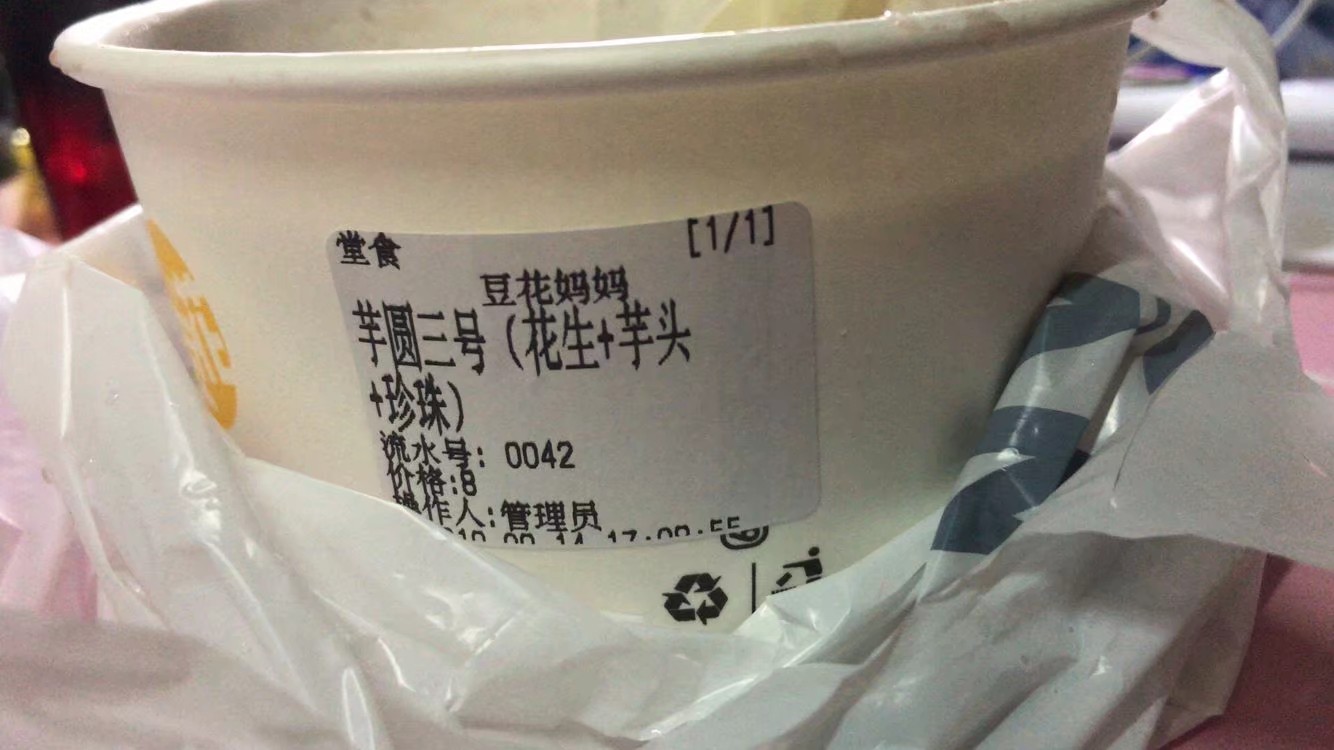 堂食 [1/1]
豆花妈妈
芋圆三号(花生+芋头
+珍珠)
流水号: 0042
价格:8
操作人:管理员